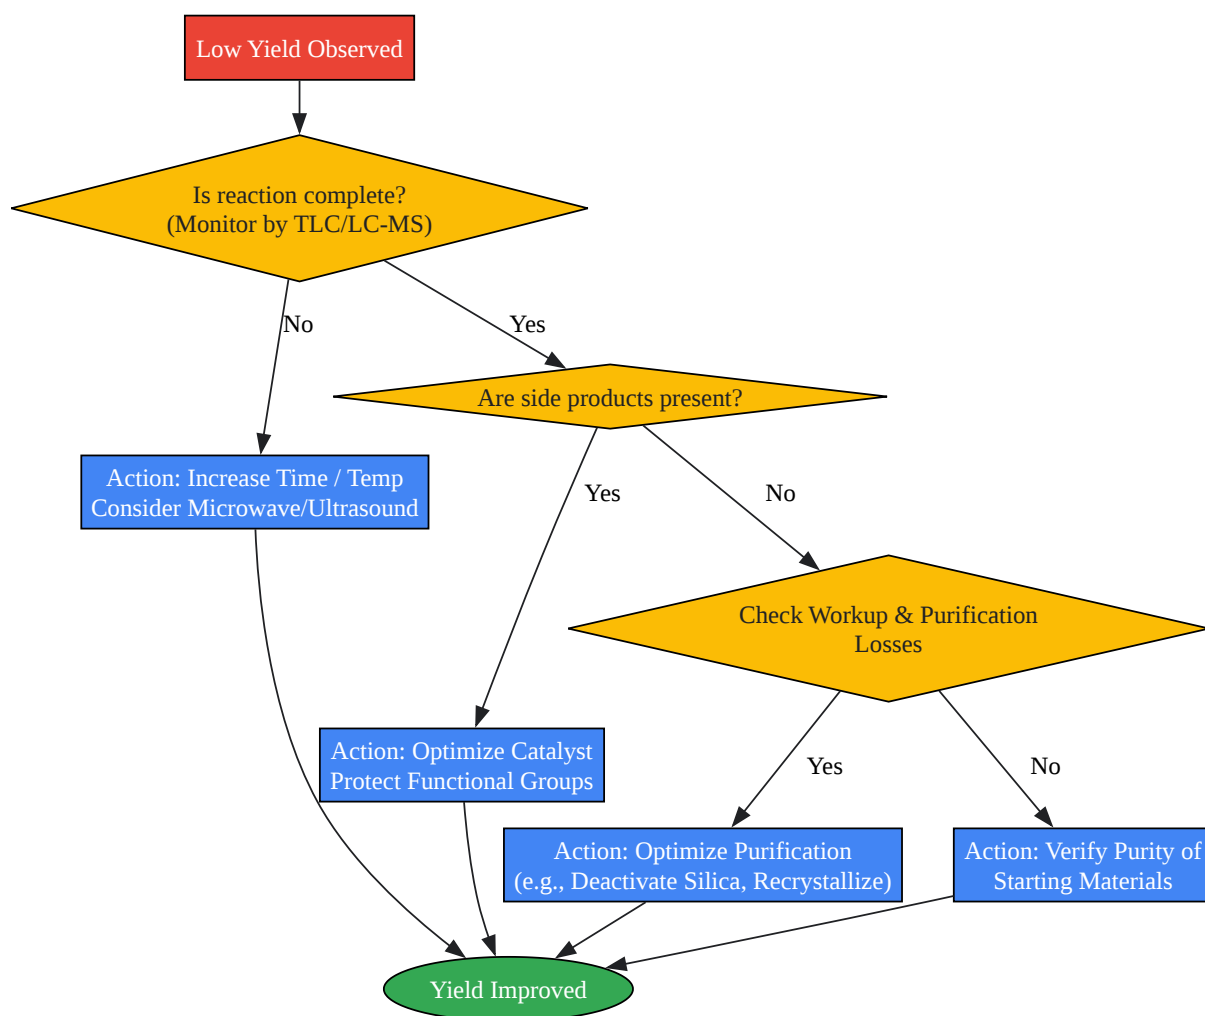 Low Yield Observed
Is reaction complete?
(Monitor by TLC/LC-MS)
No
Yes
Are side products present?
Action: Increase Time / Temp
Consider Microwave/Ultrasound
Yes
No
Check Workup & Purification
Losses
Action: Optimize Catalyst
Protect Functional Groups
Yes
No
Action: Optimize Purification
(e.g., Deactivate Silica, Recrystallize)
Action: Verify Purity of
Starting Materials
Yield Improved